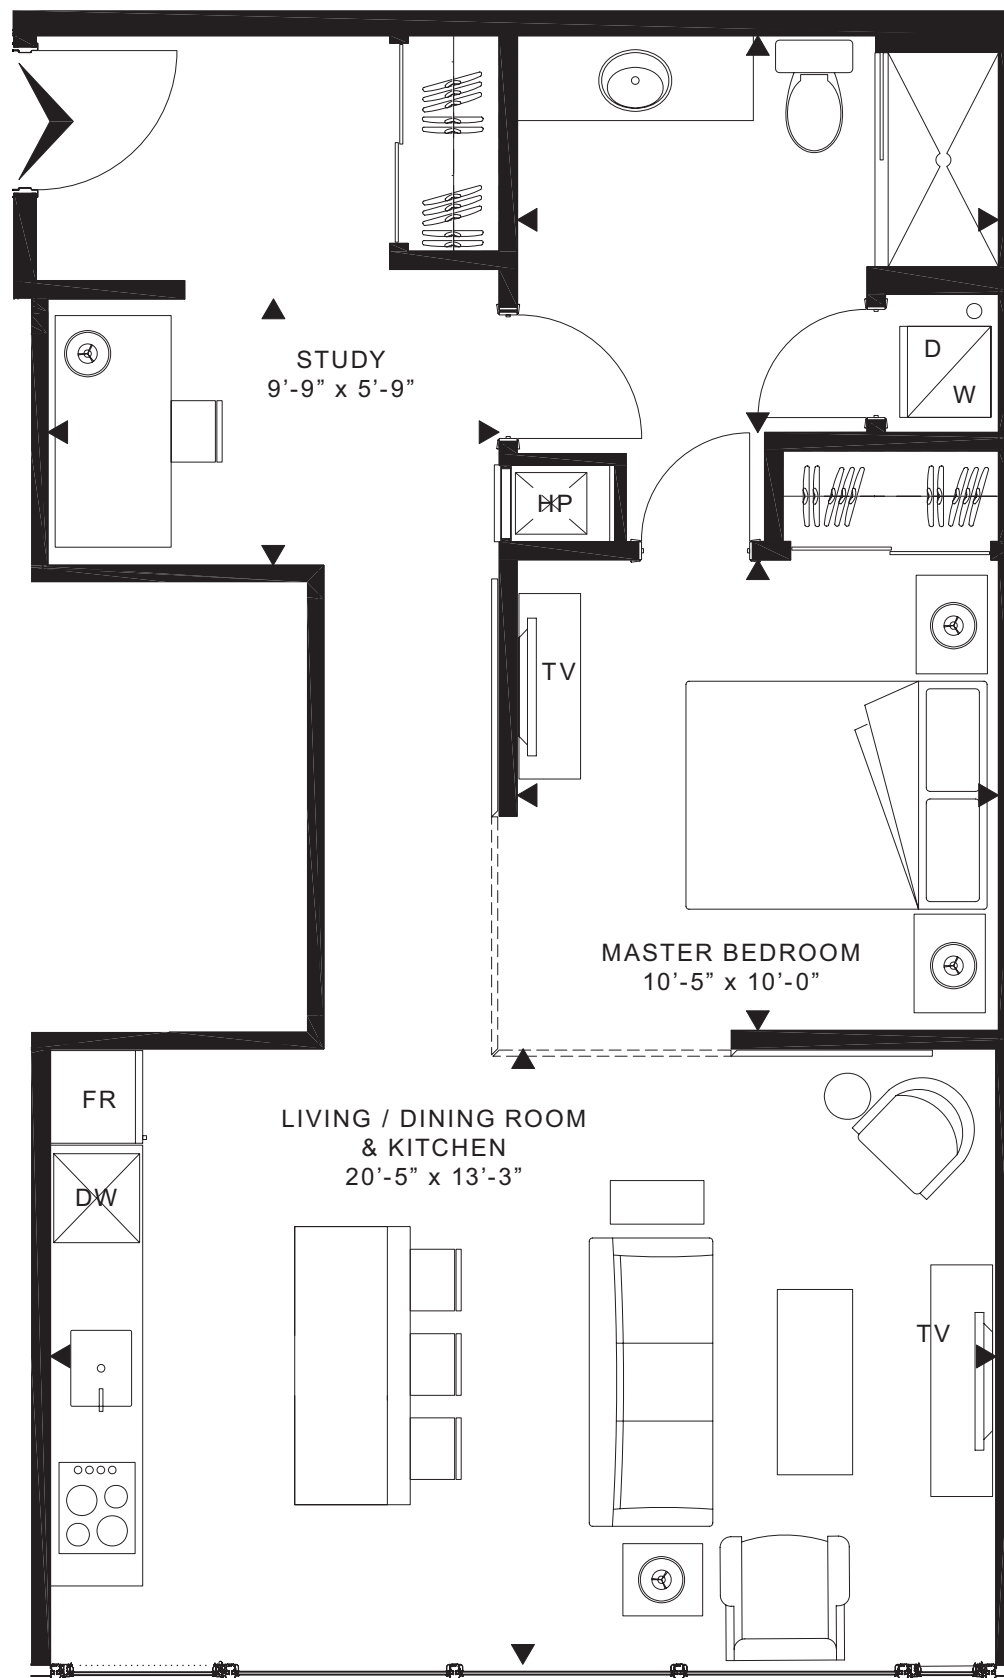 STUDY
9’-9” x 5’-9”
D
W
HP
TV
MASTER BEDROOM
10’-5” x 10’-0”
FR
LIVING / DINING ROOM
& KITCHEN
20’-5” x 13’-3”
DW
TV